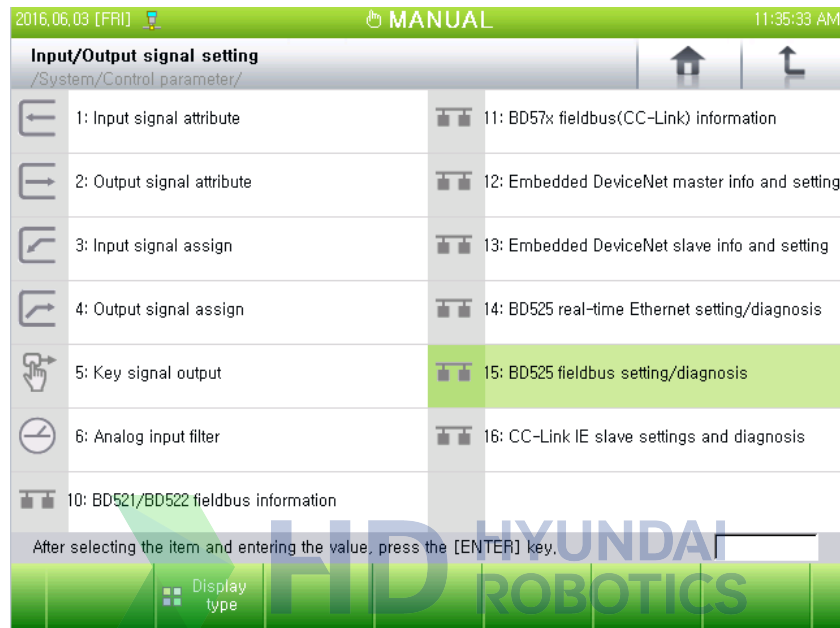 2016.06.03 [FRI]
MANUAL
11:35:33 AM
Input/Output signal setting
/System/Control parameter/
1: Input signal attribute
2: Output signal attribute
3: Input signal assign
4: Output signal assign
5: Key signal output
6: Analog input filter
10: BD521/BD522 fieldbus information
11: BD57x fieldbus(CC-Link) information
12: Embedded DeviceNet master info and setting
13: Embedded DeviceNet slave info and setting
14: BD525 real-time Ethernet setting/diagnosis
15: BD525 fieldbus setting/diagnosis
16: CC-Link IE slave settings and diagnosis
After selecting the item and entering the value, press the [ENTER] key.
Display
type
HD HYUNDAI
ROBOTICS